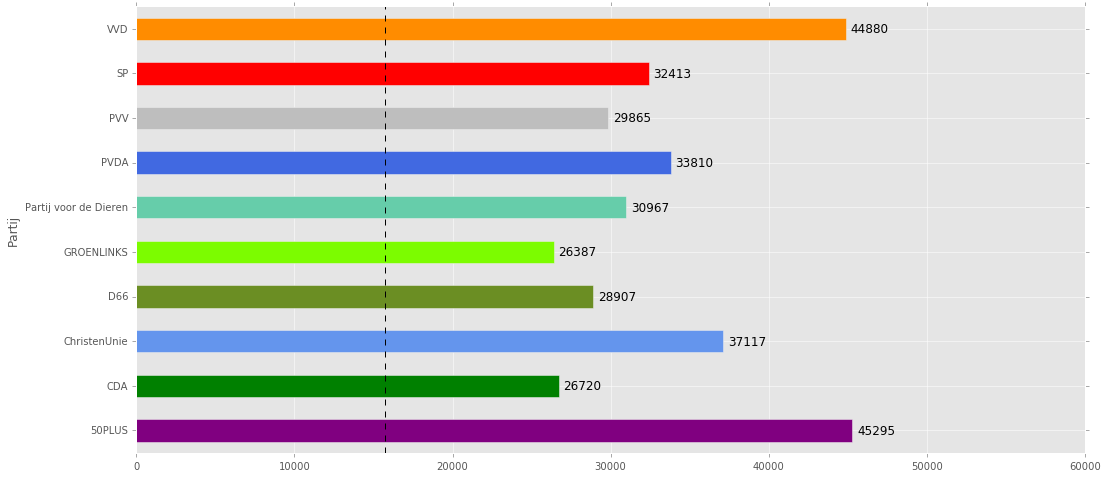 VVD 44880
SP 32413
PVV 29865
PVDA 33810
Partij voor de Dieren 30967
GROENLINKS 26387
D66 28907
ChristenUnie 37117
CDA 26720
50PLUS 45295
Partij
0 10000 20000 30000 40000 50000 60000